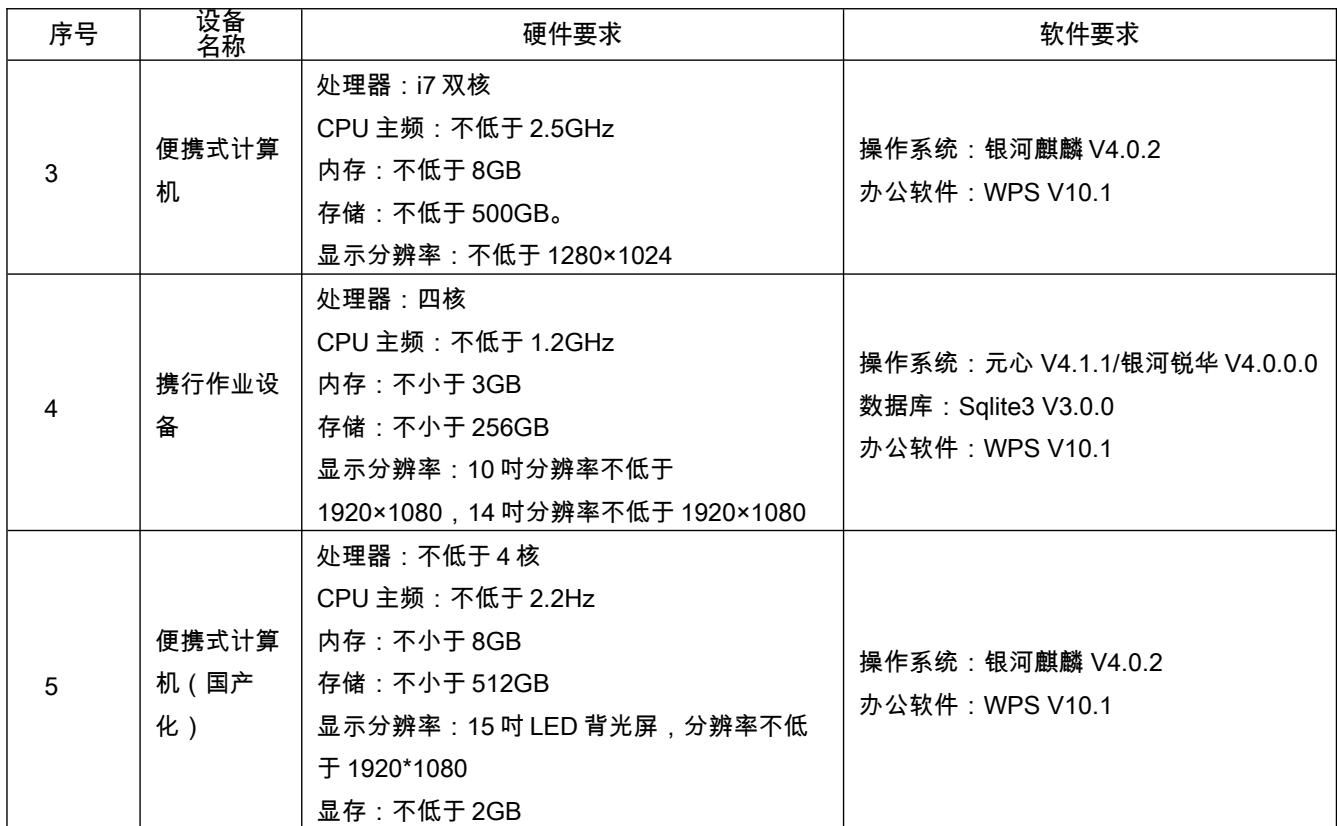 序号 设备名称 硬件要求 软件要求
3 便携式计算机
处理器：i7 双核
CPU 主频：不低于 2.5GHz
内存：不低于 8GB
存储：不低于 500GB。
显示分辨率：不低于 1280×1024
操作系统：银河麒麟 V4.0.2
办公软件：WPS V10.1
4 携行作业设备
处理器：四核
CPU 主频：不低于 1.2GHz
内存：不小于 3GB
存储：不小于 256GB
显示分辨率：10 吋分辨率不低于
1920×1080，14 吋分辨率不低于 1920×1080
操作系统：元心 V4.1.1/银河锐华 V4.0.0.0
数据库：Sqlite3 V3.0.0
办公软件：WPS V10.1
5 便携式计算机（国产化）
处理器：不低于 4 核
CPU 主频：不低于 2.2Hz
内存：不小于 8GB
存储：不小于 512GB
显示分辨率：15 吋 LED 背光屏，分辨率不低
于 1920*1080
显存：不低于 2GB
操作系统：银河麒麟 V4.0.2
办公软件：WPS V10.1